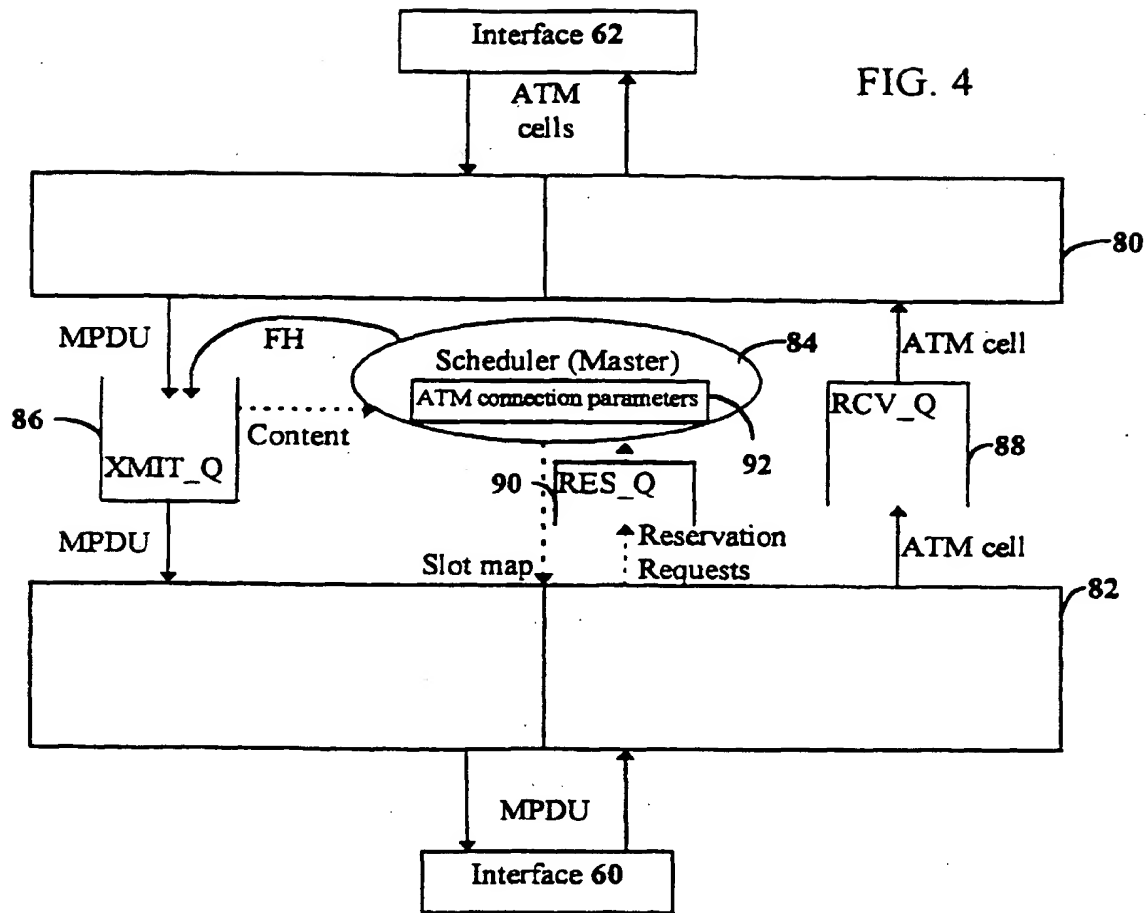 Interface 62
FIG. 4
ATM
cells
80
MPDU
FH
Scheduler (Master)
84
ATM cell
ATM connection parameters
RCV_Q
86
Content
XMIT_Q
92
88
90
RES_Q
MPDU
Slot map
Reservation
Requests
ATM cell
82
MPDU
Interface 60